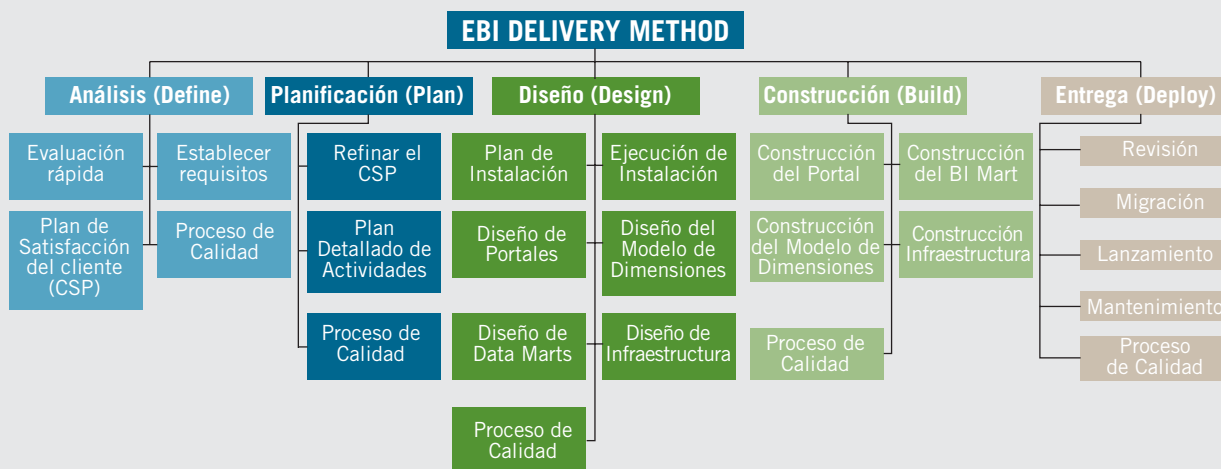 EBI DELIVERY METHOD
Análisis (Define)
Evaluación
rápida
Establecer
requisitos
Plan de
Satisfacción
del cliente
(CSP)
Proceso de
Calidad
Planificación (Plan)
Refinar el
CSP
Plan
Detallado de
Actividades
Proceso de
Calidad
Diseño (Design)
Plan de
Instalación
Ejecución de
Instalación
Diseño de
Portales
Diseño del
Modelo de
Dimensiones
Diseño de
Data Marts
Diseño de
Infraestructura
Proceso de
Calidad
Construcción (Build)
Construcción
del Portal
Construcción
del BI Mart
Construcción
del Modelo de
Dimensiones
Construcción
Infraestructura
Proceso de
Calidad
Entrega (Deploy)
Revisión
Migración
Lanzamiento
Mantenimiento
Proceso
de Calidad